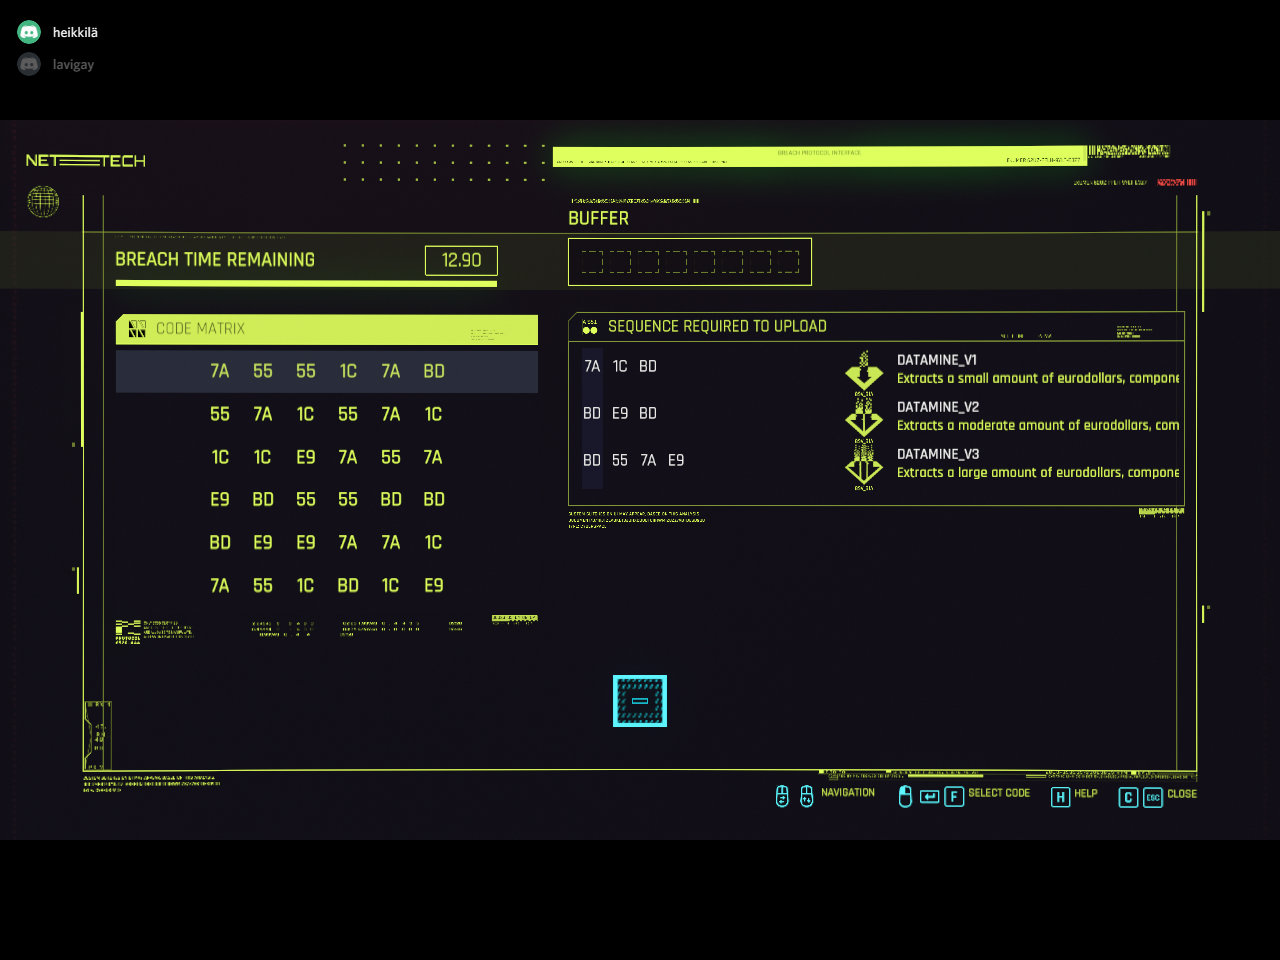 heikkilä
lavigay
NET TECH
BREACH PROTOCOL INTERFACE
BUFFER
BREACH TIME REMAINING 12.90
CODE MATRIX
7A 55 55 1C 7A BD
55 7A 1C 55 7A 1C
1C 1C E9 7A 55 7A
E9 BD 55 55 BD BD
BD E9 E9 7A 7A 1C
7A 55 1C BD 1C E9
SEQUENCE REQUIRED TO UPLOAD
7A 1C BD
DATAMINE_V1
Extracts a small amount of eurodollars, compone
BD E9 BD
DATAMINE_V2
Extracts a moderate amount of eurodollars, com
BD 55 7A E9
DATAMINE_V3
Extracts a large amount of eurodollars, compone
NAVIGATION F SELECT CODE H HELP C ESC CLOSE